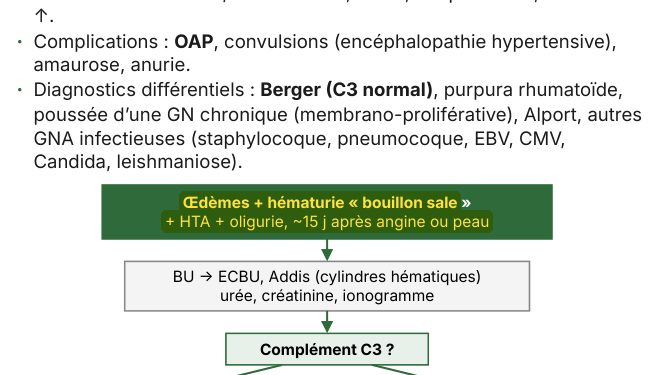 ↑.
• Complications : OAP, convulsions (encéphalopathie hypertensive),
amaurose, anurie.
• Diagnostics différentiels : Berger (C3 normal), purpura rhumatoïde,
poussée d’une GN chronique (membrano-proliférative), Alport, autres
GNA infectieuses (staphylocoque, pneumocoque, EBV, CMV,
Candida, leishmaniose).
Œdèmes + hématurie « bouillon sale »
+ HTA + oligurie, ~15 j après angine ou peau
BU → ECBU, Addis (cylindres hématiques)
urée, créatinine, ionogramme
Complément C3 ?